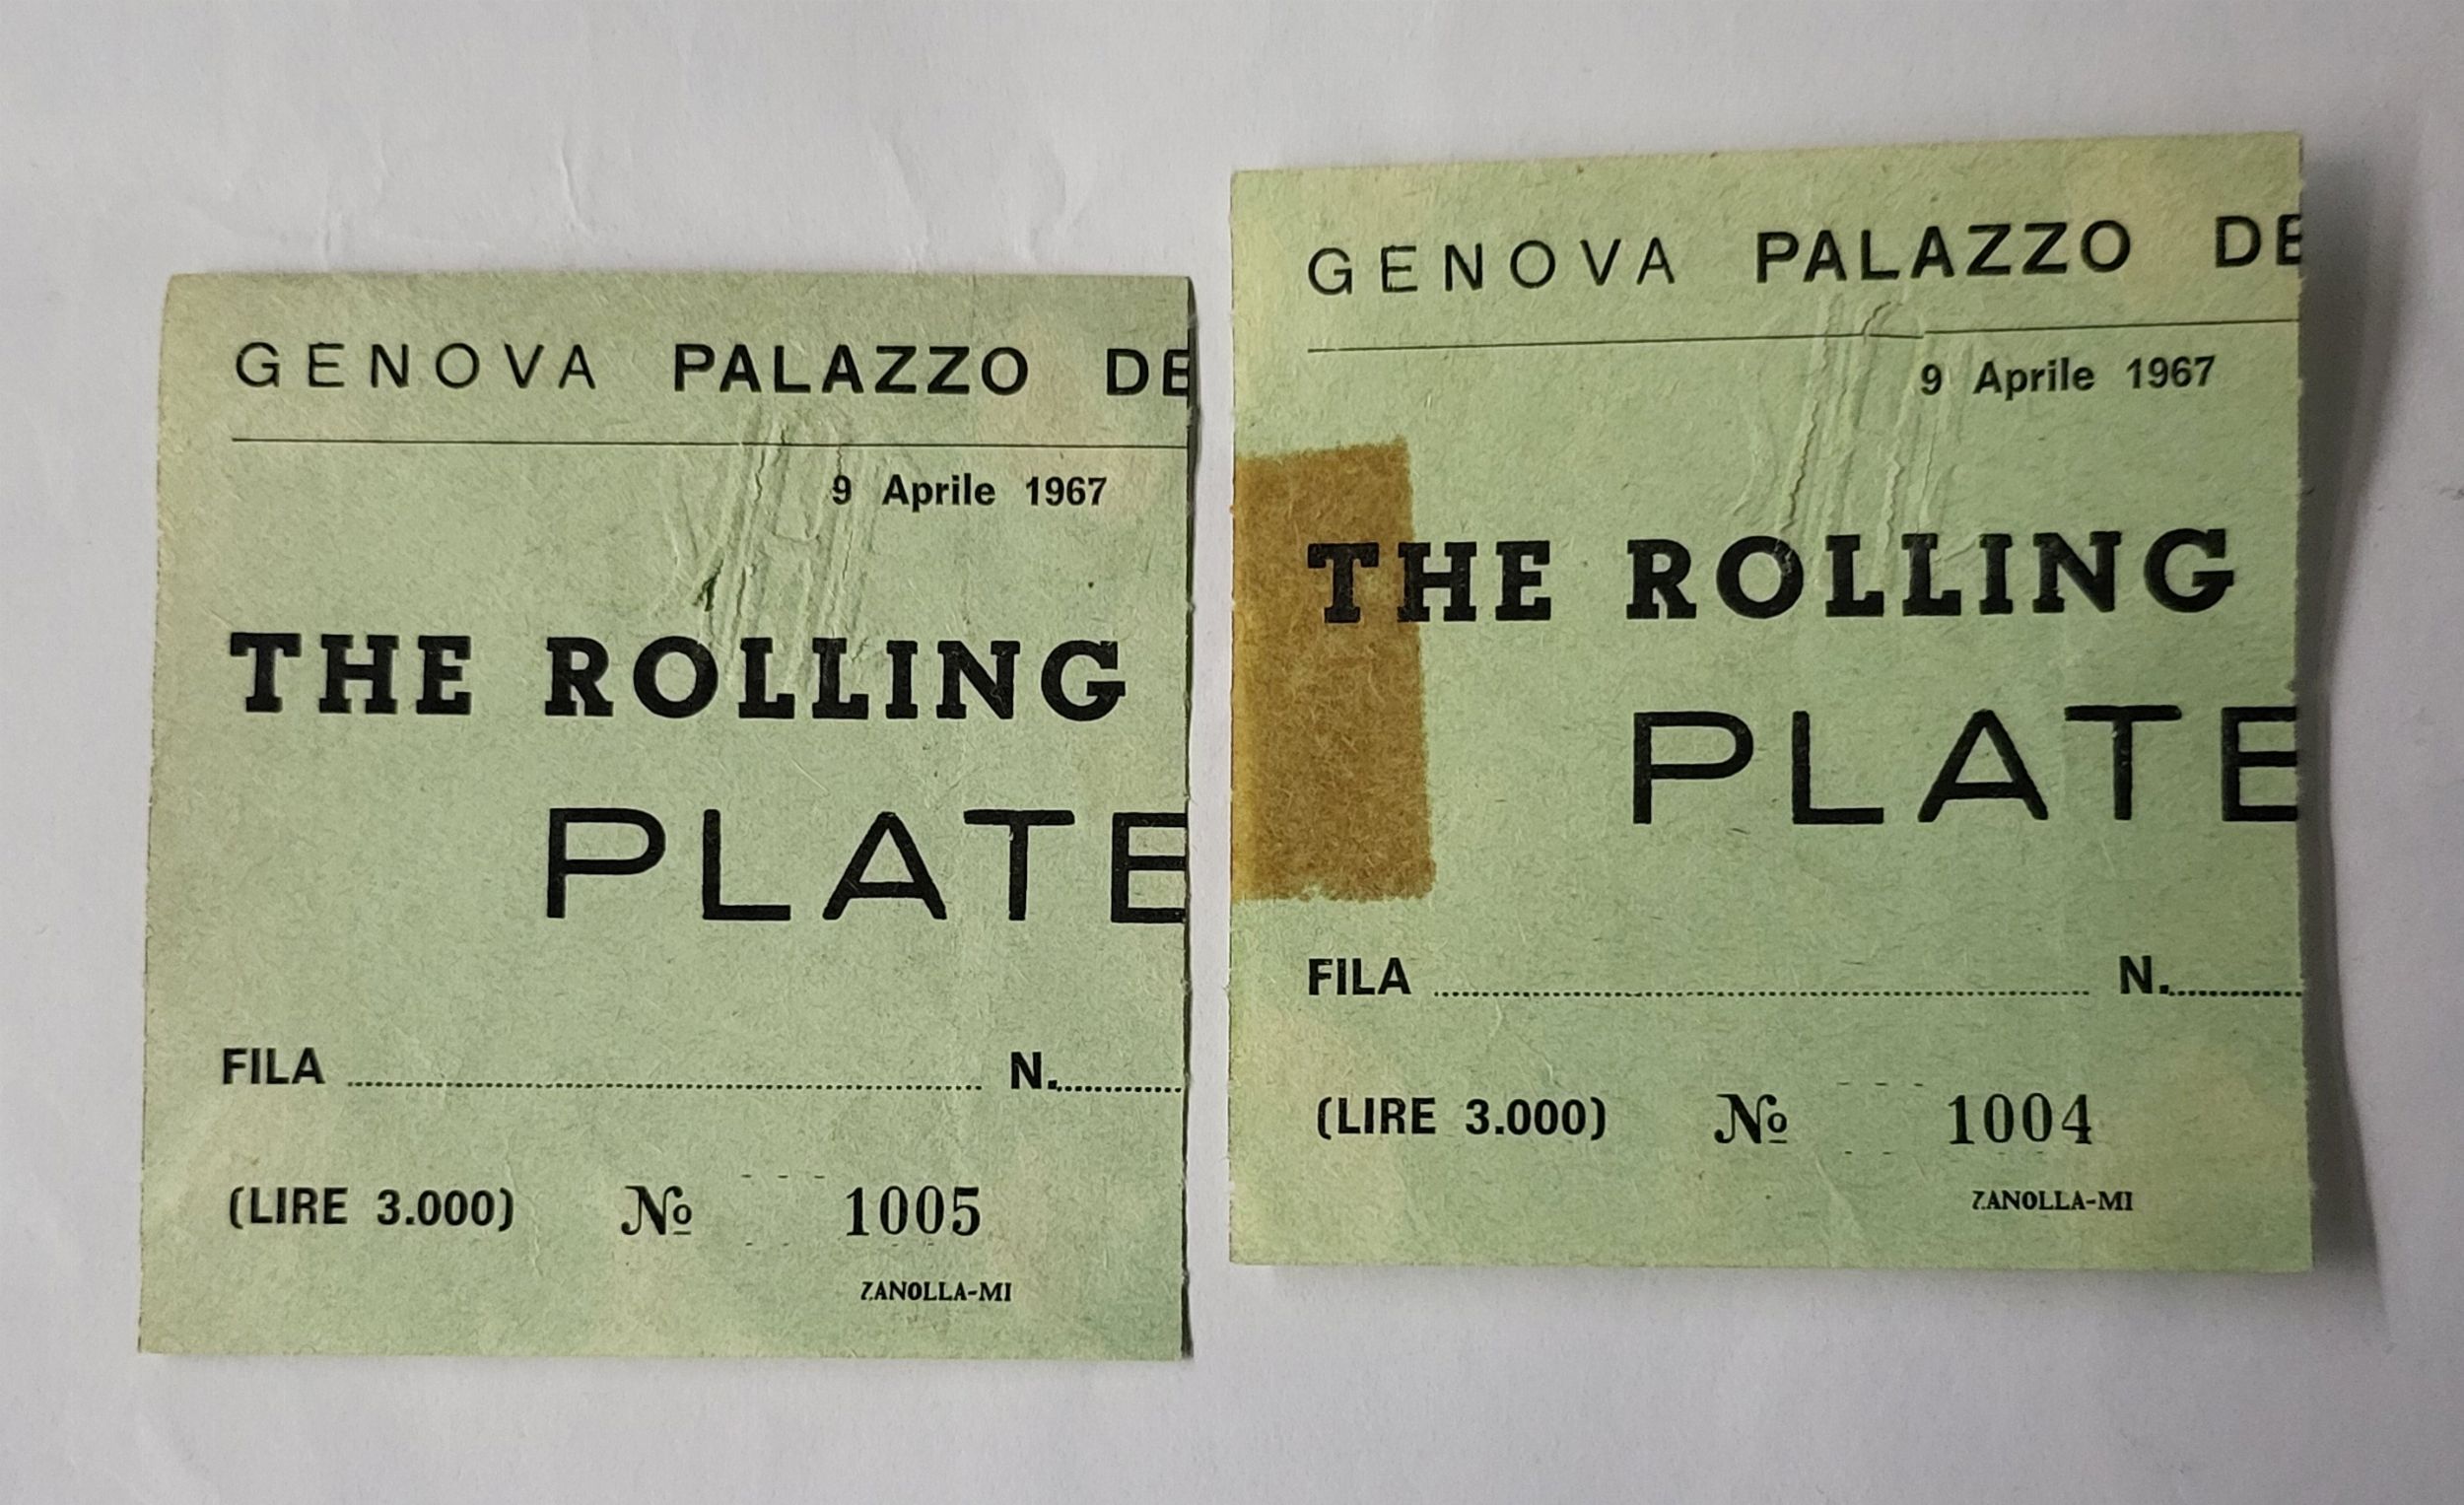 GENOVA PALAZZO DE
9 Aprile 1967
THE ROLLING
PLATE
FILA ........................ N.........
(LIRE 3.000) № 1005
ZANOLLA-MI
GENOVA PALAZZO DE
9 Aprile 1967
THE ROLLING
PLATE
FILA ........................ N.........
(LIRE 3.000) № 1004
ZANOLLA-MI